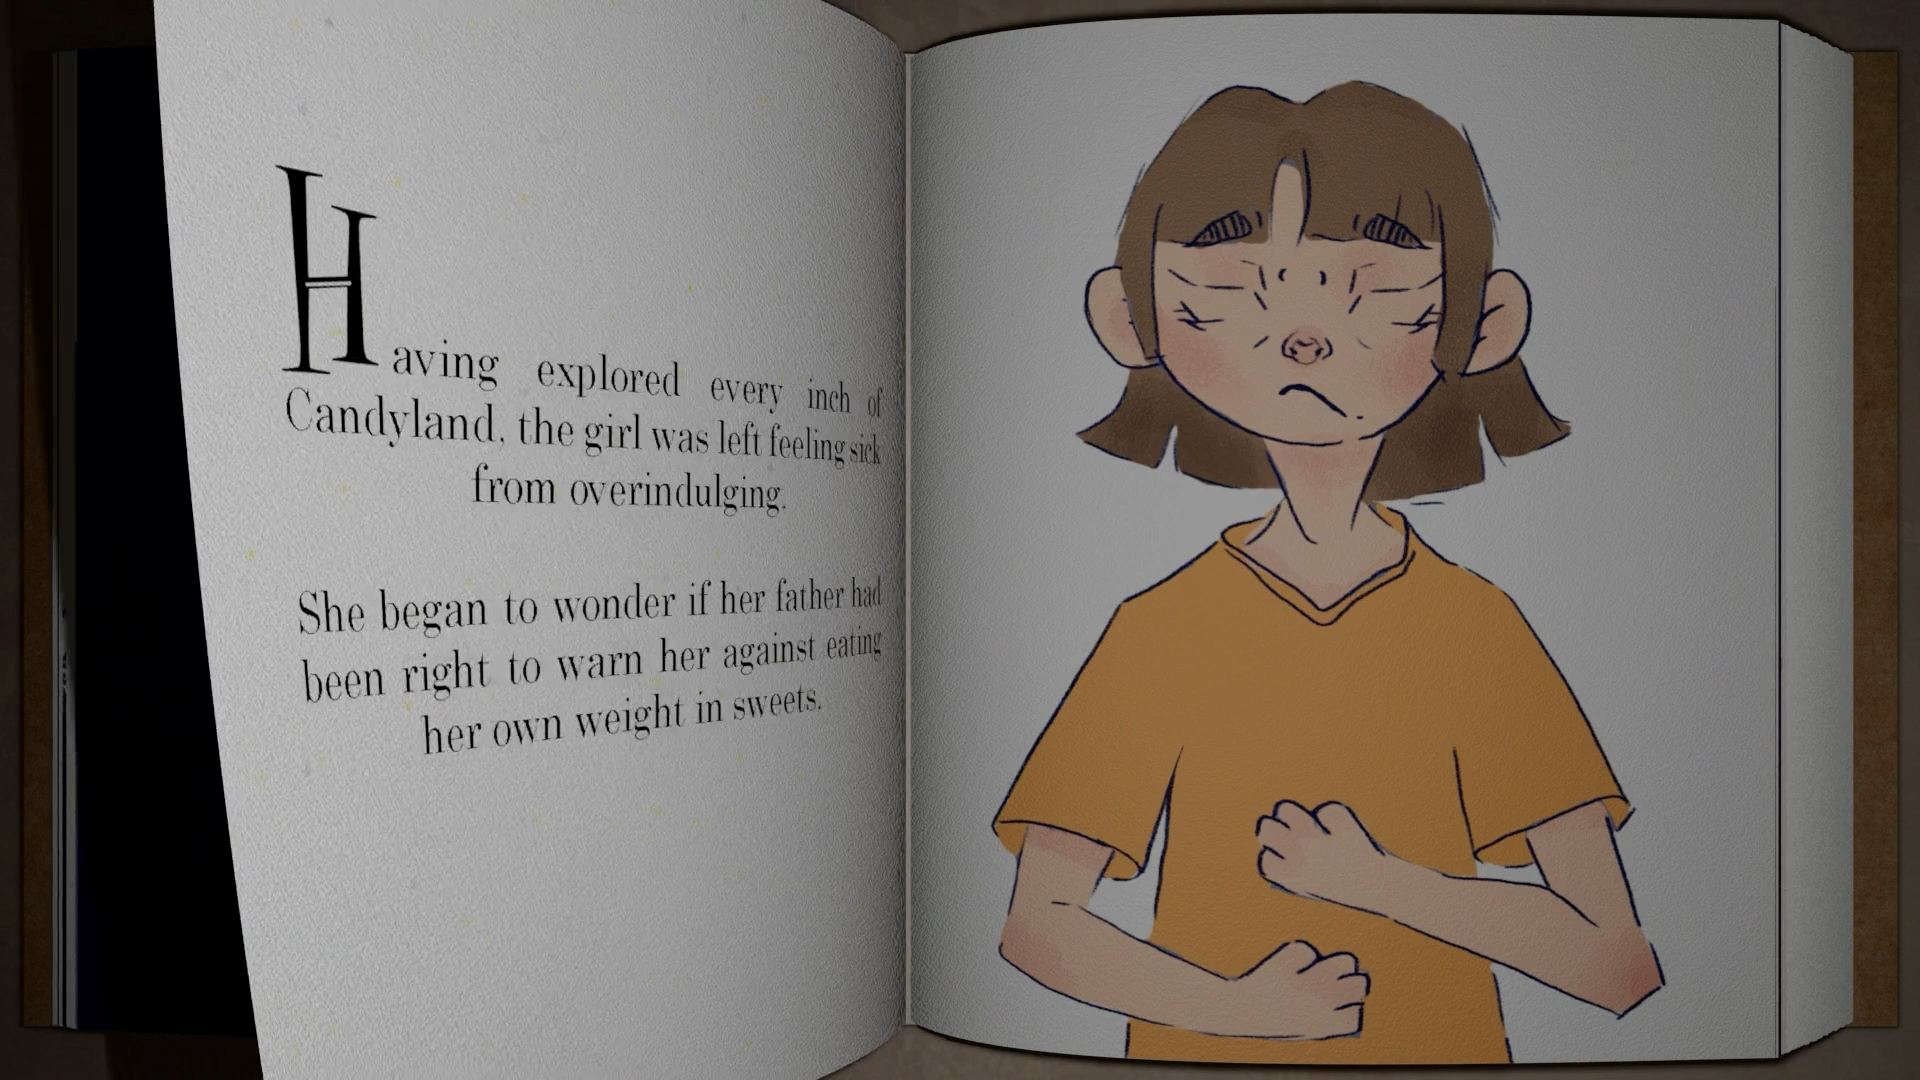 Having explored every inch of
Candyland, the girl was left feeling sick
from overindulging.
She began to wonder if her father had
been right to warn her against eating
her own weight in sweets.